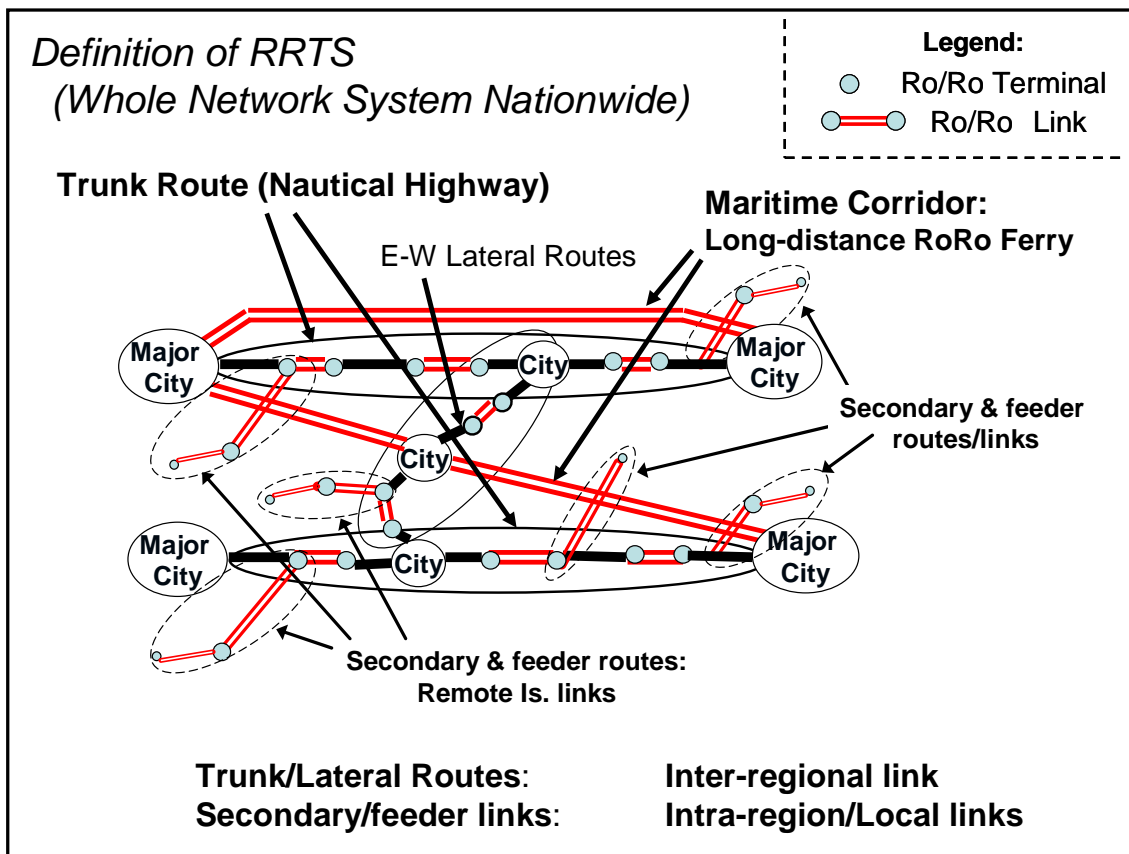 Definition of RRTS
(Whole Network System Nationwide)
Legend:
Ro/Ro Terminal
Ro/Ro Link
Trunk Route (Nautical Highway)
Maritime Corridor:
Long-distance RoRo Ferry
E-W Lateral Routes
Major
City
City
Major
City
Secondary & feeder
routes/links
City
Major
City
City
Major
City
Secondary & feeder routes:
Remote Is. links
Trunk/Lateral Routes: Inter-regional link
Secondary/feeder links: Intra-region/Local links